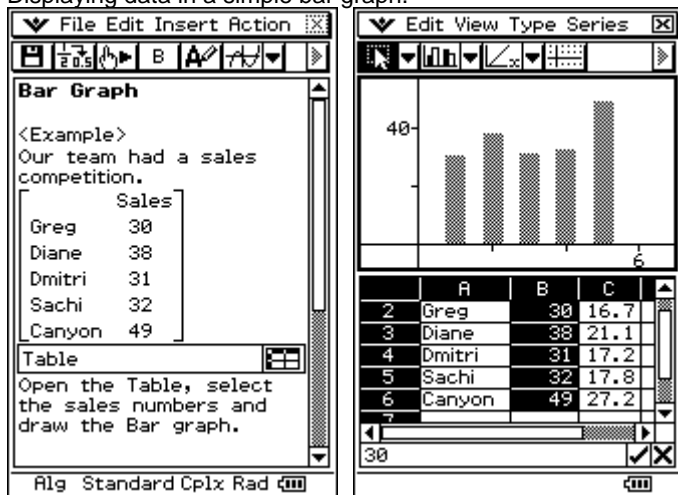 Displaying data in a simple bar graph.
File Edit Insert Action
B
Bar Graph
<Example>
Our team had a sales
competition.
Sales
Greg 30
Diane 38
Dmitri 31
Sachi 32
Canyon 49
Table
Open the Table, select
the sales numbers and
draw the Bar graph.
Alg Standard Cplx Rad
Edit View Type Series
40
6
A B C
2 Greg 30 16.7
3 Diane 38 21.1
4 Dmitri 31 17.2
5 Sachi 32 17.8
6 Canyon 49 27.2
7
30